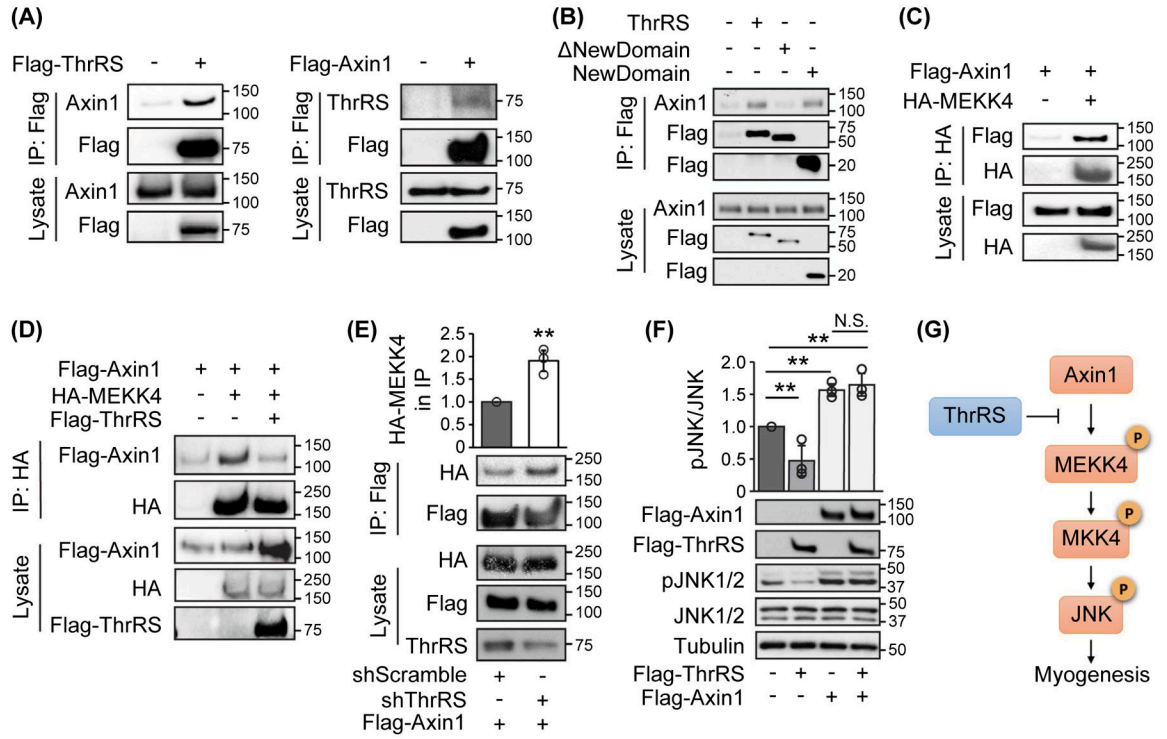 (A)
Flag-ThrRS - +
IP: Flag
Axin1 150 100
Flag 75
Lysate
Axin1 150 100
Flag 75
Flag-Axin1 - +
IP: Flag
ThrRS 75
Flag 150 100
Lysate
ThrRS 75
Flag 150 100
(B)
ThrRS - + - -
ΔNewDomain - - + -
NewDomain - - - +
IP: Flag
Axin1 150 100
Flag 75 50
Flag 20
Lysate
Axin1 150 100
Flag 75 50
Flag 20
(C)
Flag-Axin1 + +
HA-MEKK4 - +
IP: HA
Flag 150 100
HA 250 150
Lysate
Flag 150 100
HA 250 150
(D)
Flag-Axin1 + + +
HA-MEKK4 - + +
Flag-ThrRS - - +
IP: HA
Flag-Axin1 150 100
HA 250 150
Lysate
Flag-Axin1 150 100
HA 250 150
Flag-ThrRS 75
(E)
HA-MEKK4
in IP
2.5
2.0
1.5
1.0
0.5
0
**
IP: Flag
HA 250 150
Flag 150 100
Lysate
HA 250 150
Flag 150 100
ThrRS 75
shScramble + -
shThrRS - +
Flag-Axin1 + +
(F)
N.S.
**
**
**
pJNK/JNK
2.0
1.5
1.0
0.5
0
Flag-Axin1 150 100
Flag-ThrRS 75
pJNK1/2 50 37
JNK1/2 50 37
Tubulin 50
Flag-ThrRS - + - +
Flag-Axin1 - - + +
(G)
Axin1
ThrRS
P
MEKK4
P
MKK4
P
JNK
Myogenesis